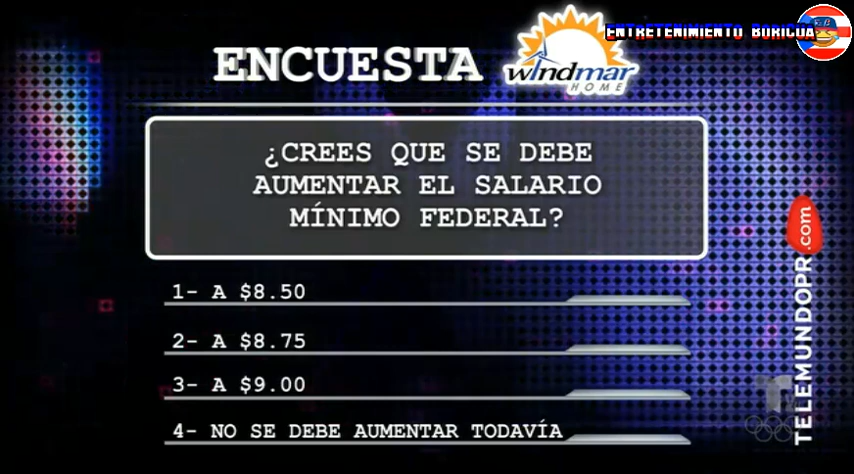 ENTRETENIMIENTO BORICUA
ENCUESTA
windmar
HOME
¿CREES QUE SE DEBE
AUMENTAR EL SALARIO
MÍNIMO FEDERAL?
1- A $8.50
2- A $8.75
3- A $9.00
4- NO SE DEBE AUMENTAR TODAVÍA
TELEMUNDOPR.com